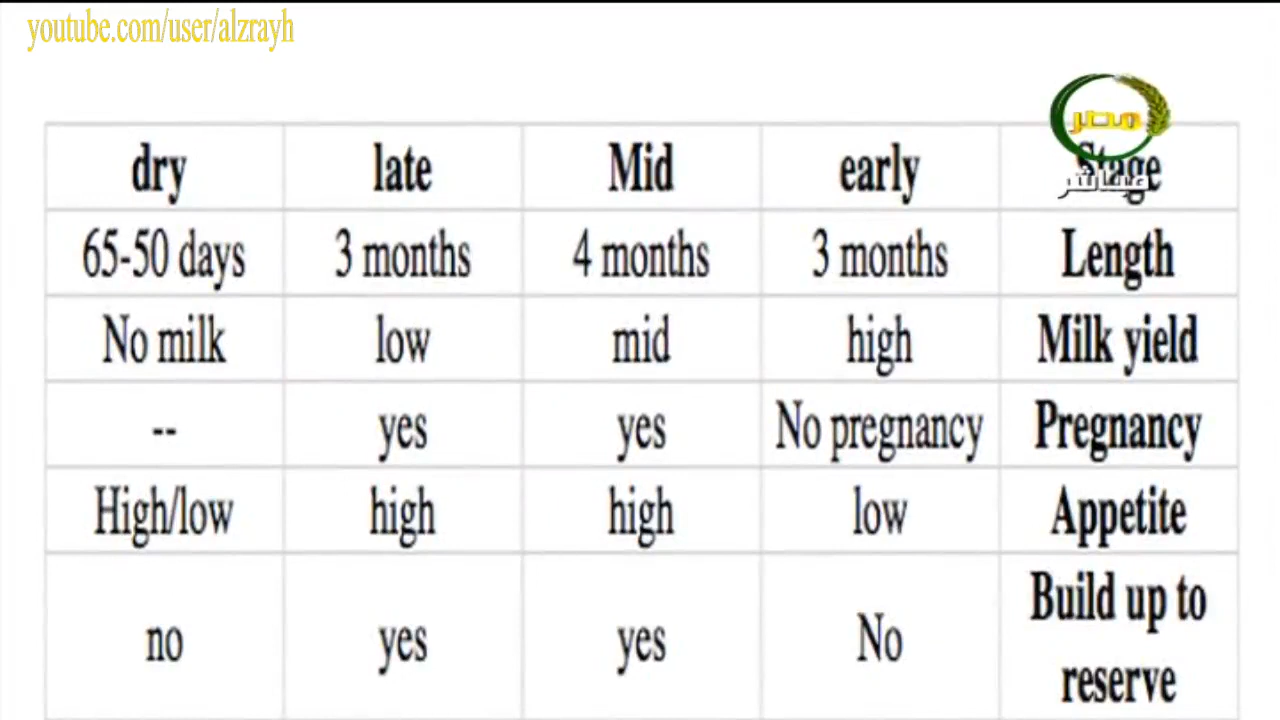 youtube.com/user/alzrayh
مصر
مباشر
dry late Mid early Stage
65-50 days 3 months 4 months 3 months Length
No milk low mid high Milk yield
-- yes yes No pregnancy Pregnancy
High/low high high low Appetite
no yes yes No Build up to
reserve